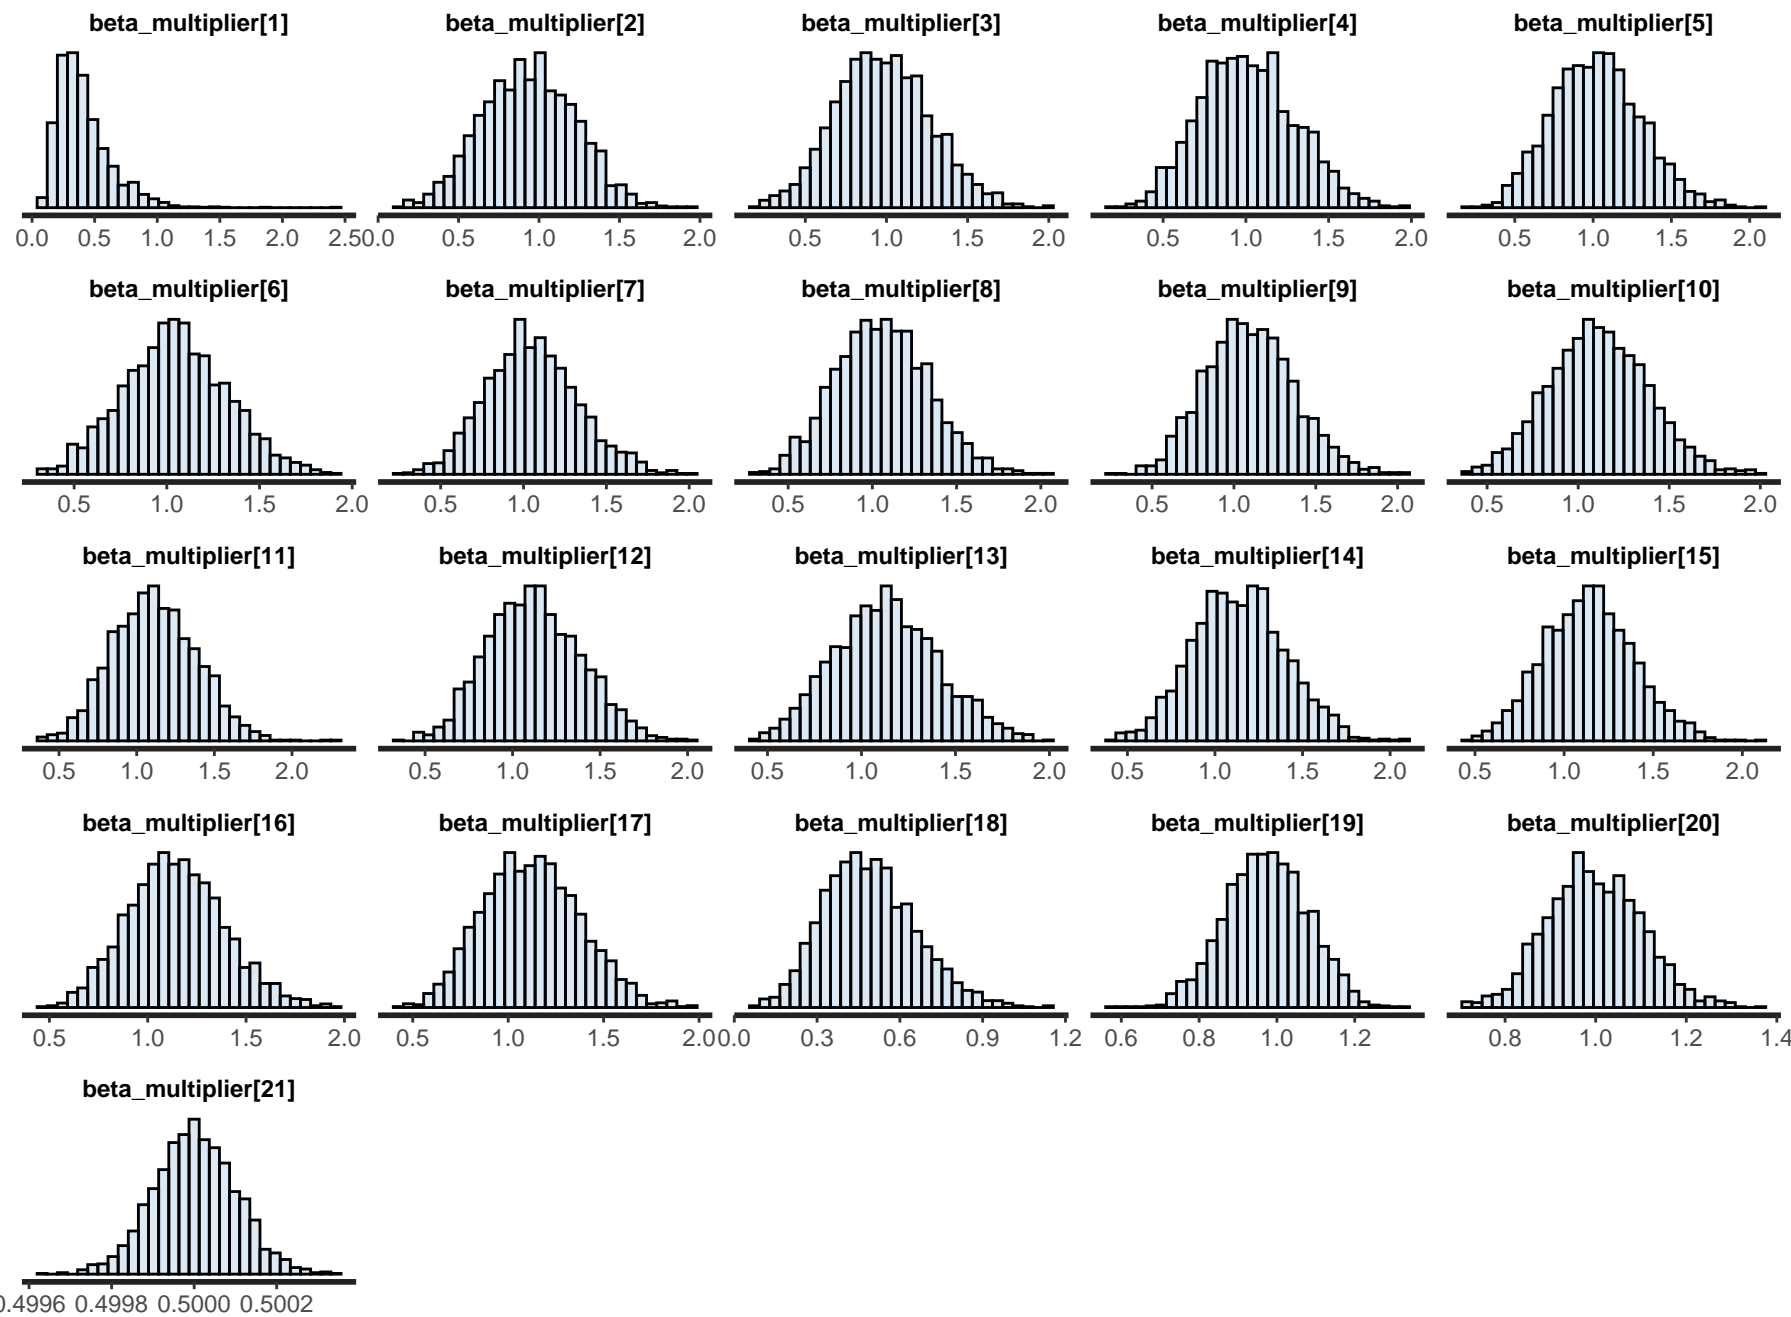 beta_multiplier[1] beta_multiplier[2] beta_multiplier[3] beta_multiplier[4] beta_multiplier[5]
0.0 0.5 1.0 1.5 2.0 2.5 0.0 0.5 1.0 1.5 2.0 0.5 1.0 1.5 2.0 0.5 1.0 1.5 2.0 0.5 1.0 1.5 2.0
beta_multiplier[6] beta_multiplier[7] beta_multiplier[8] beta_multiplier[9] beta_multiplier[10]
0.5 1.0 1.5 2.0 0.5 1.0 1.5 2.0 0.5 1.0 1.5 2.0 0.5 1.0 1.5 2.0 0.5 1.0 1.5 2.0
beta_multiplier[11] beta_multiplier[12] beta_multiplier[13] beta_multiplier[14] beta_multiplier[15]
0.5 1.0 1.5 2.0 0.5 1.0 1.5 2.0 0.5 1.0 1.5 2.0 0.5 1.0 1.5 2.0 0.5 1.0 1.5 2.0
beta_multiplier[16] beta_multiplier[17] beta_multiplier[18] beta_multiplier[19] beta_multiplier[20]
0.5 1.0 1.5 2.0 0.5 1.0 1.5 2.0 0.0 0.3 0.6 0.9 1.2 0.6 0.8 1.0 1.2 0.8 1.0 1.2 1.4
beta_multiplier[21]
0.4996 0.4998 0.5000 0.5002